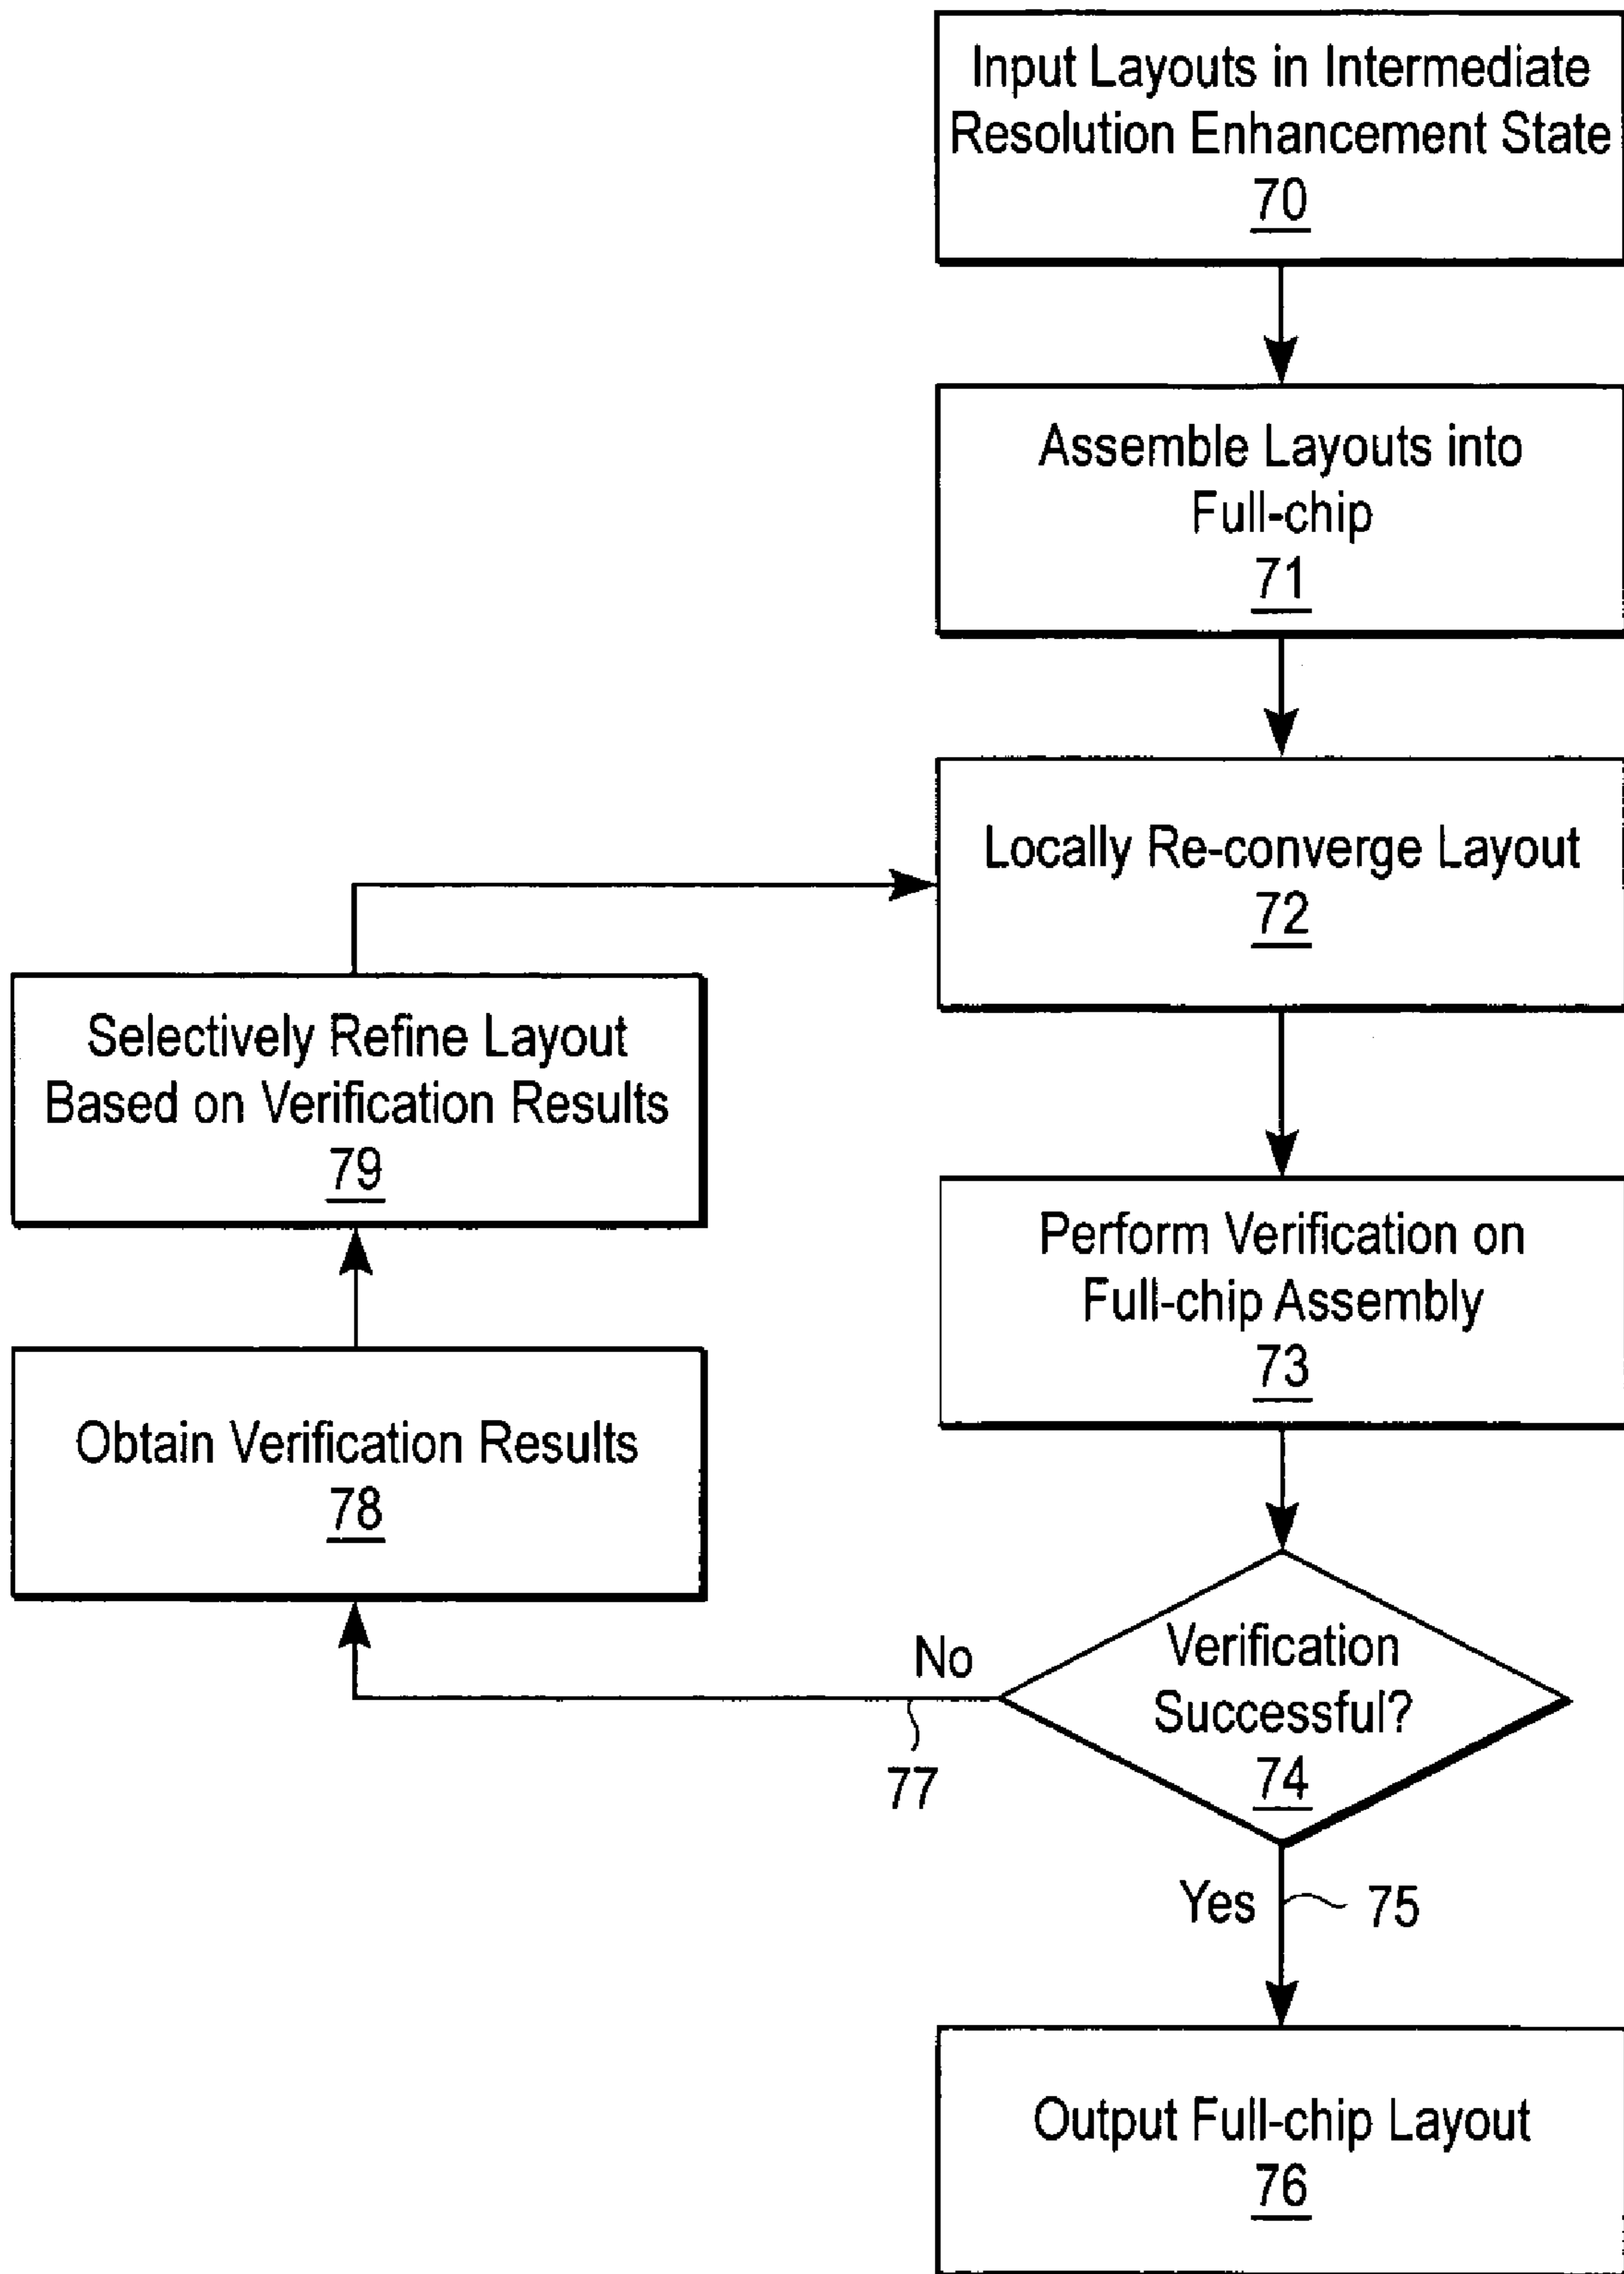 Input Layouts in Intermediate
Resolution Enhancement State
70
Assemble Layouts into
Full-chip
71
Locally Re-converge Layout
72
Selectively Refine Layout
Based on Verification Results
79
Perform Verification on
Full-chip Assembly
73
Obtain Verification Results
78
No
77
Verification
Successful?
74
Yes
75
Output Full-chip Layout
76